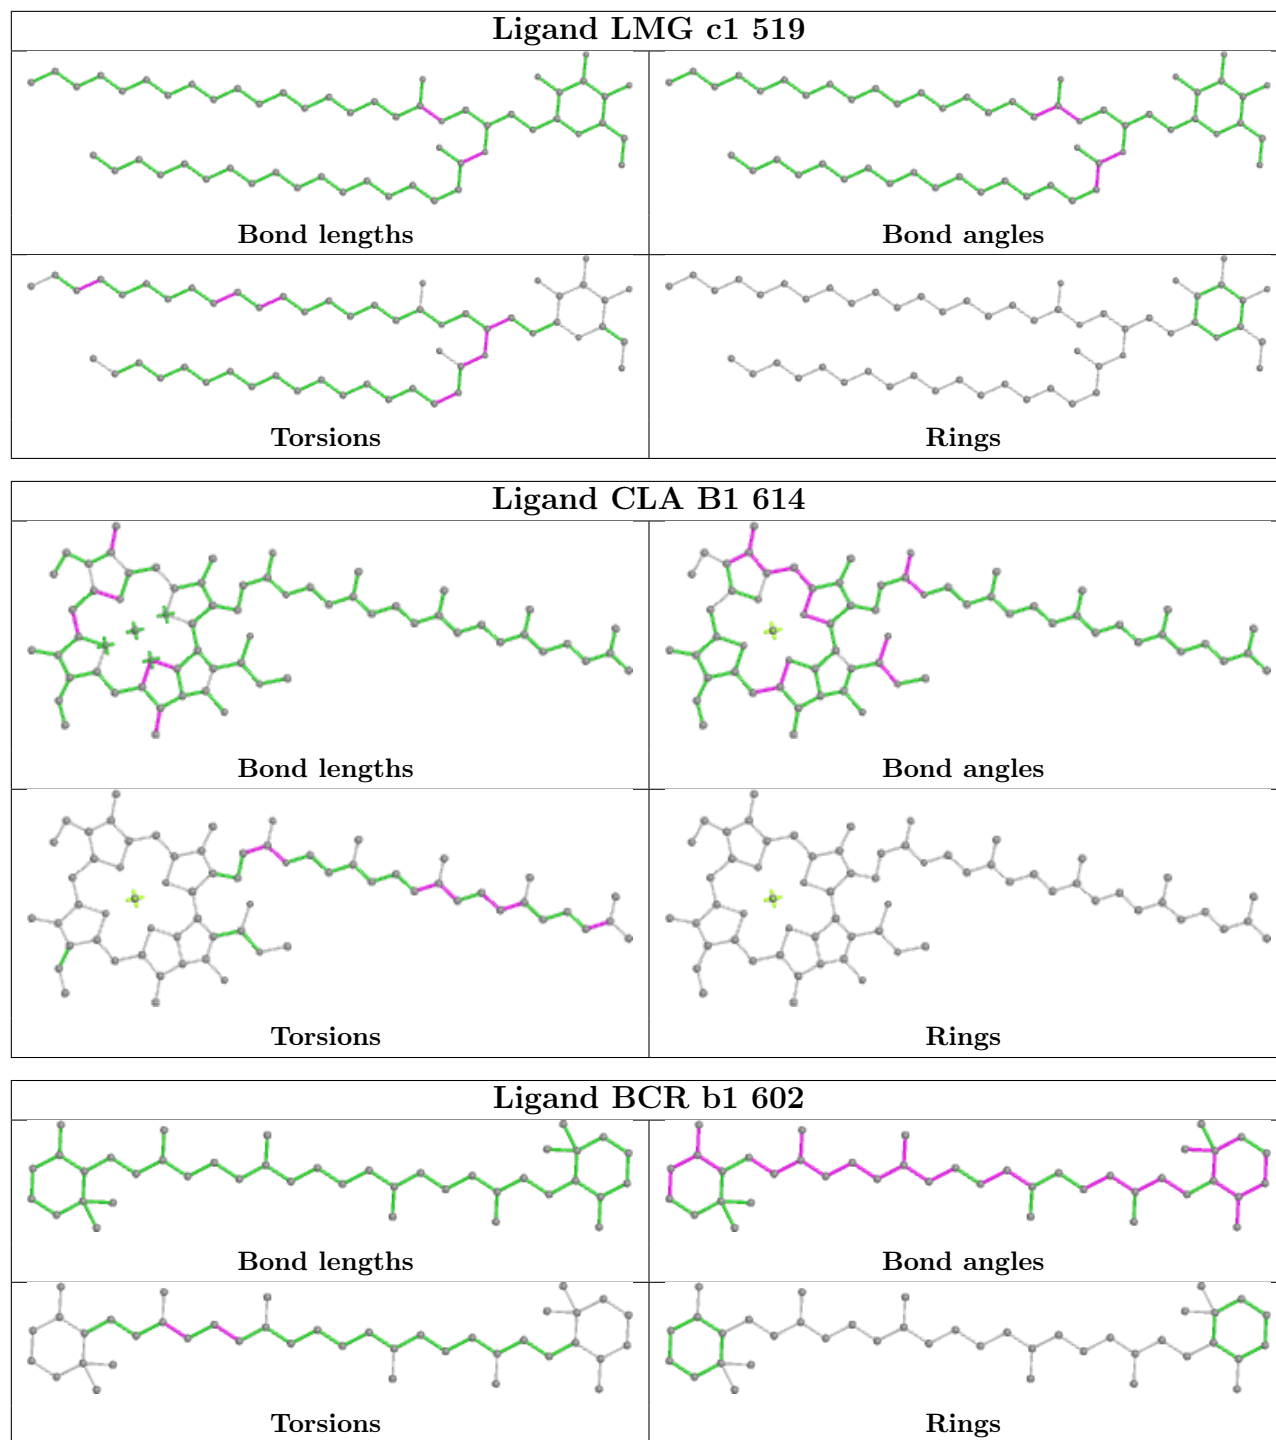 Ligand LMG c1 519
Bond lengths
Bond angles
Torsions
Rings
Ligand CLA B1 614
Bond lengths
Bond angles
Torsions
Rings
Ligand BCR b1 602
Bond lengths
Bond angles
Torsions
Rings